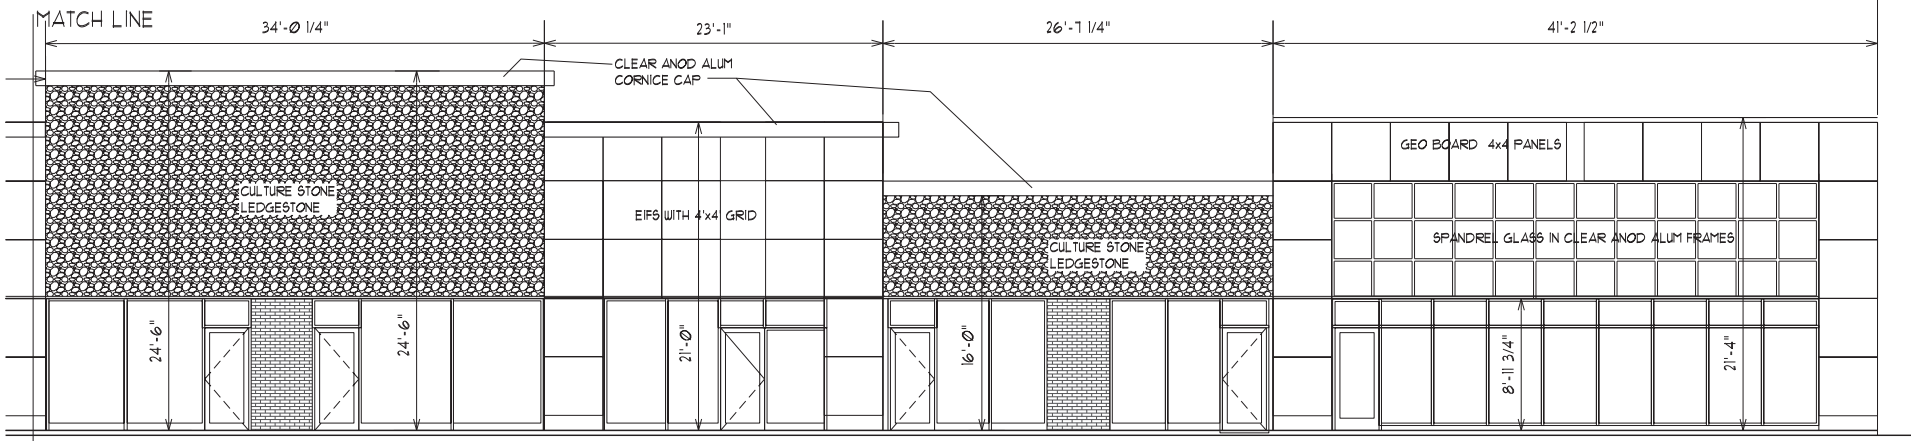 MATCH LINE
34'-0 1/4"
23'-1"
26'-7 1/4"
41'-2 1/2"
CLEAR ANOD ALUM
CORNICE CAP
GEO BOARD 4x4 PANELS
CULTURE STONE
LEDGESTONE
EIFS WITH 4'x4' GRID
CULTURE STONE
LEDGESTONE
SPANDREL GLASS IN CLEAR ANOD ALUM FRAMES
24'-6"
24'-6"
21'-0"
16'-0"
8'-11 3/4"
21'-4"